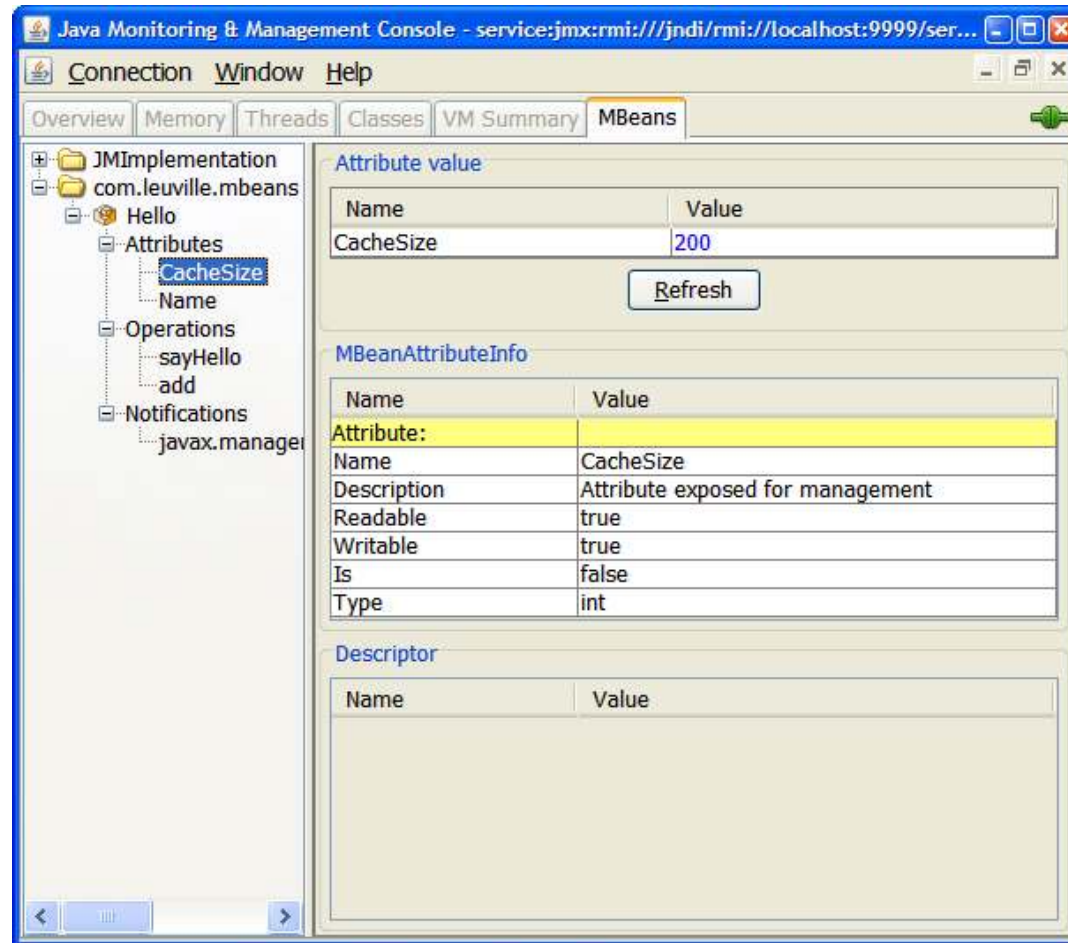 Java Monitoring & Management Console - service:jmx:rmi:///jndi/rmi://localhost:9999/ser...
Connection Window Help
Overview Memory Threads Classes VM Summary MBeans
JMImplementation
com.leuville.mbeans
Hello
Attributes
CacheSize
Name
Operations
sayHello
add
Notifications
javax.manage
Attribute value
Name Value
CacheSize 200
Refresh
MBeanAttributeInfo
Name Value
Attribute:
Name CacheSize
Description Attribute exposed for management
Readable true
Writable true
Is false
Type int
Descriptor
Name Value